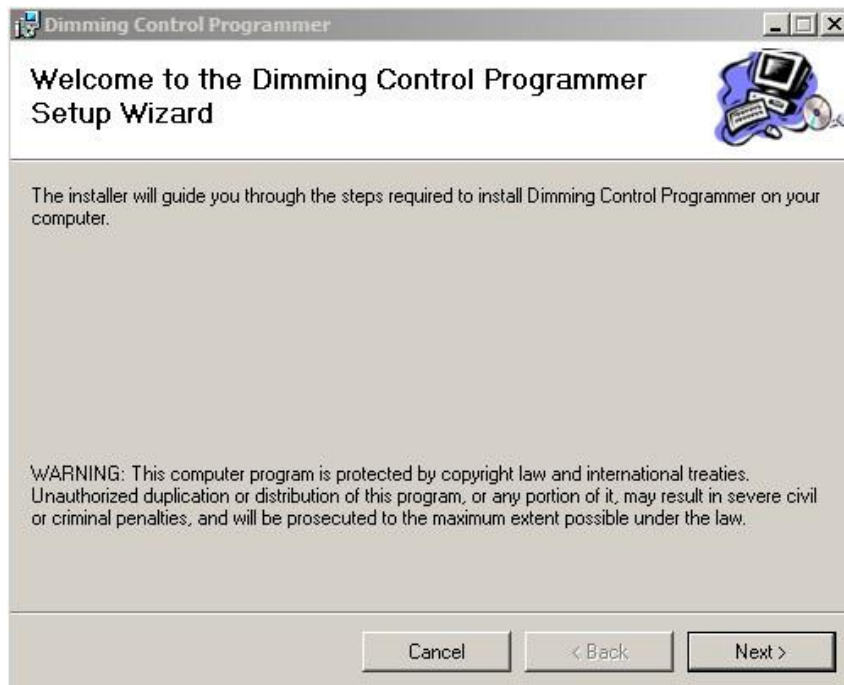 Dimming Control Programmer
Welcome to the Dimming Control Programmer
Setup Wizard
The installer will guide you through the steps required to install Dimming Control Programmer on your
computer.
WARNING: This computer program is protected by copyright law and international treaties.
Unauthorized duplication or distribution of this program, or any portion of it, may result in severe civil
or criminal penalties, and will be prosecuted to the maximum extent possible under the law.
Cancel
< Back
Next >